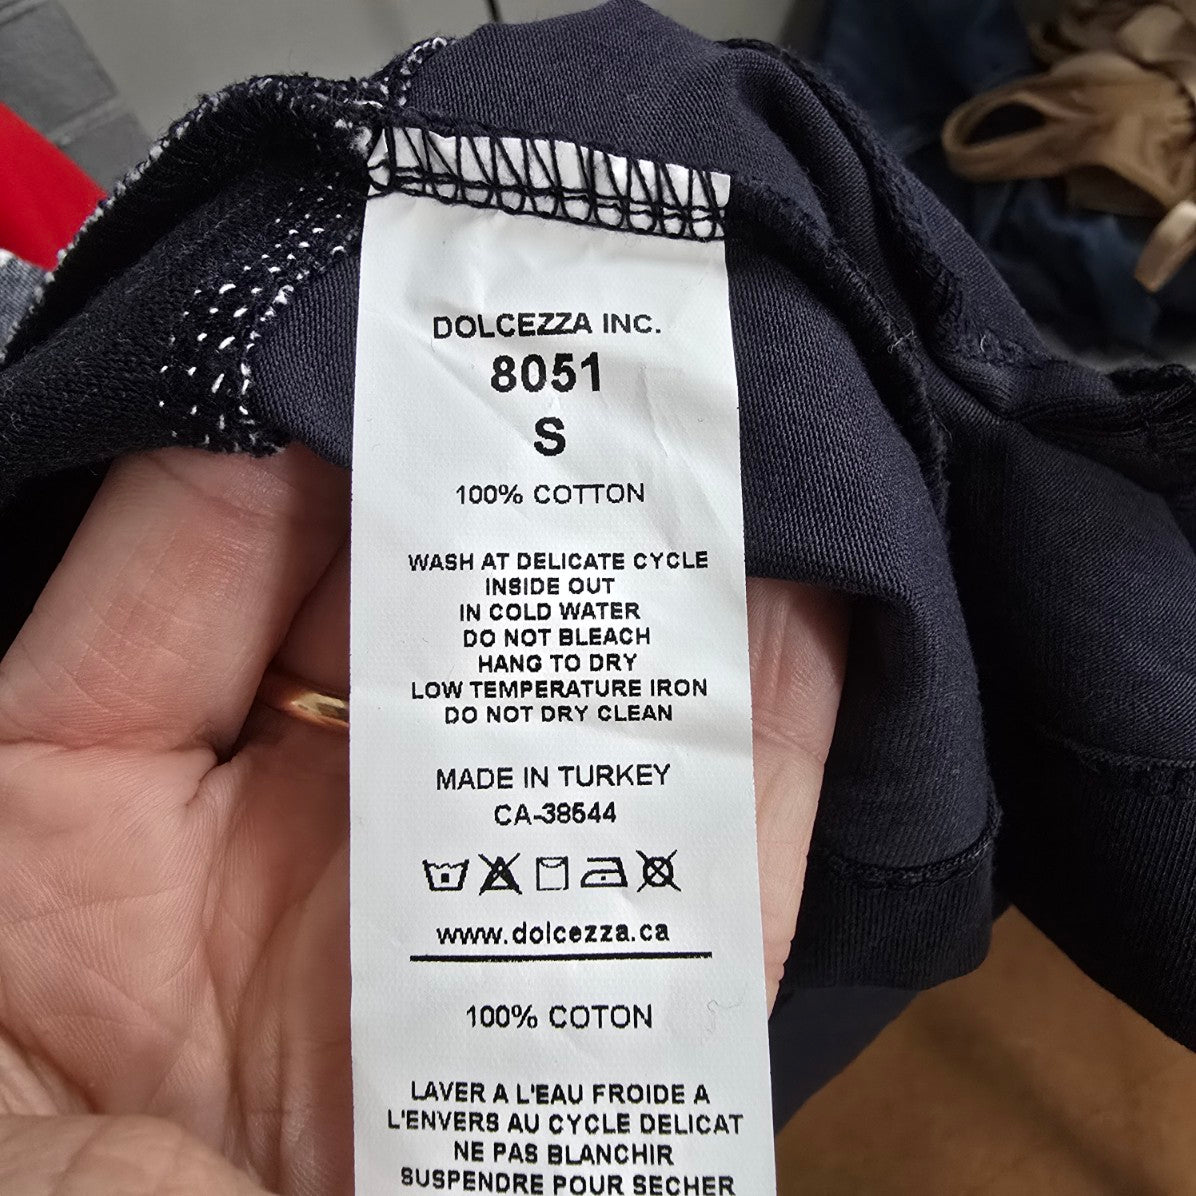 DOLCEZZA INC.
8051
S
100% COTTON
WASH AT DELICATE CYCLE
INSIDE OUT
IN COLD WATER
DO NOT BLEACH
HANG TO DRY
LOW TEMPERATURE IRON
DO NOT DRY CLEAN
MADE IN TURKEY
CA-38544
www.dolcezza.ca
100% COTON
LAVER A L'EAU FROIDE A
L'ENVERS AU CYCLE DELICAT
NE PAS BLANCHIR
SUSPENDRE POUR SECHER